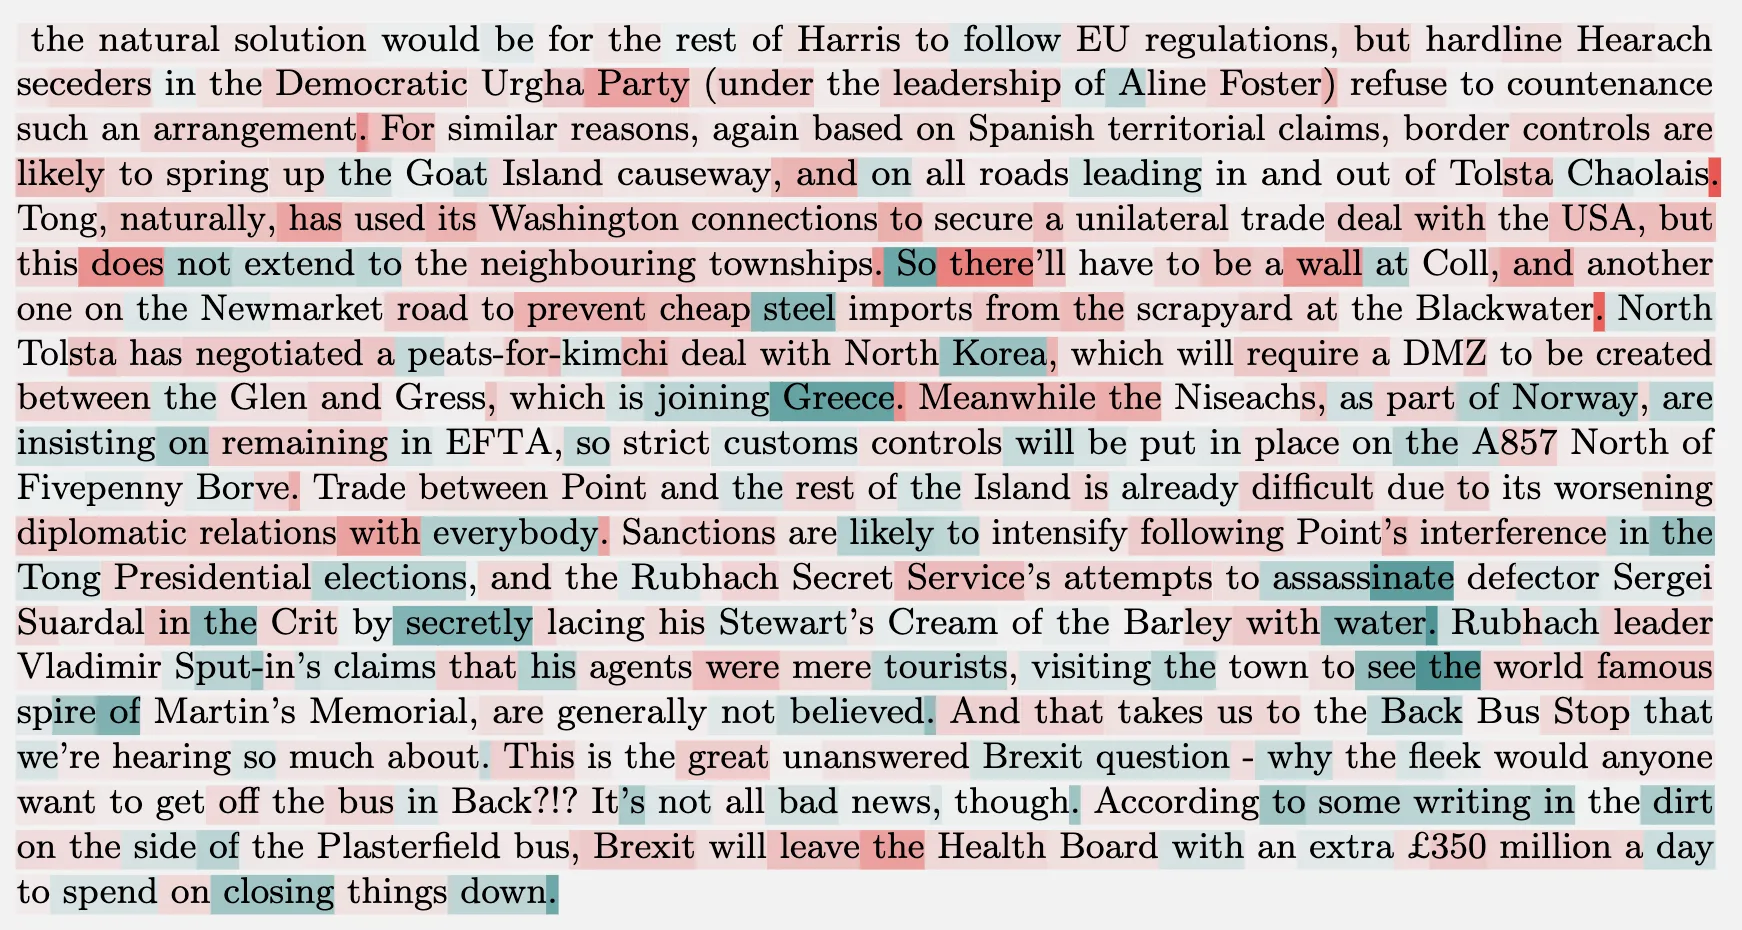 the natural solution would be for the rest of Harris to follow EU regulations, but hardline Hearach
seceders in the Democratic Urgha Party (under the leadership of Aline Foster) refuse to countenance
such an arrangement. For similar reasons, again based on Spanish territorial claims, border controls are
likely to spring up the Goat Island causeway, and on all roads leading in and out of Tolsta Chaolais.
Tong, naturally, has used its Washington connections to secure a unilateral trade deal with the USA, but
this does not extend to the neighbouring townships. So there’ll have to be a wall at Coll, and another
one on the Newmarket road to prevent cheap steel imports from the scrapyard at the Blackwater. North
Tolsta has negotiated a peats-for-kimchi deal with North Korea, which will require a DMZ to be created
between the Glen and Gress, which is joining Greece. Meanwhile the Niseachs, as part of Norway, are
insisting on remaining in EFTA, so strict customs controls will be put in place on the A857 North of
Fivepenny Borve. Trade between Point and the rest of the Island is already difficult due to its worsening
diplomatic relations with everybody. Sanctions are likely to intensify following Point’s interference in the
Tong Presidential elections, and the Rubhach Secret Service’s attempts to assassinate defector Sergei
Suardal in the Crit by secretly lacing his Stewart’s Cream of the Barley with water. Rubhach leader
Vladimir Sput-in’s claims that his agents were mere tourists, visiting the town to see the world famous
spire of Martin’s Memorial, are generally not believed. And that takes us to the Back Bus Stop that
we’re hearing so much about. This is the great unanswered Brexit question - why the fleek would anyone
want to get off the bus in Back?!? It’s not all bad news, though. According to some writing in the dirt
on the side of the Plasterfield bus, Brexit will leave the Health Board with an extra £350 million a day
to spend on closing things down.